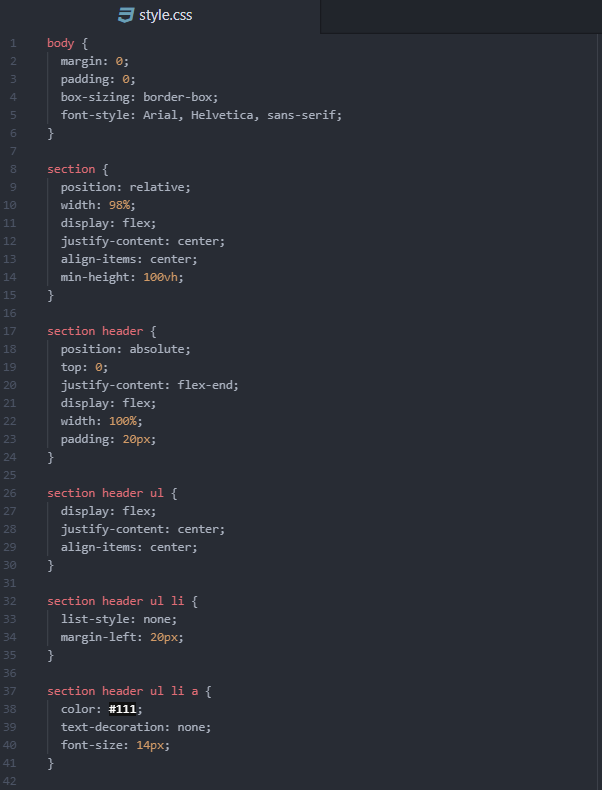 style.css
1 body {
2 margin: 0;
3 padding: 0;
4 box-sizing: border-box;
5 font-style: Arial, Helvetica, sans-serif;
6 }
7
8 section {
9 position: relative;
10 width: 98%;
11 display: flex;
12 justify-content: center;
13 align-items: center;
14 min-height: 100vh;
15 }
16
17 section header {
18 position: absolute;
19 top: 0;
20 justify-content: flex-end;
21 display: flex;
22 width: 100%;
23 padding: 20px;
24 }
25
26 section header ul {
27 display: flex;
28 justify-content: center;
29 align-items: center;
30 }
31
32 section header ul li {
33 list-style: none;
34 margin-left: 20px;
35 }
36
37 section header ul li a {
38 color: #111;
39 text-decoration: none;
40 font-size: 14px;
41 }
42